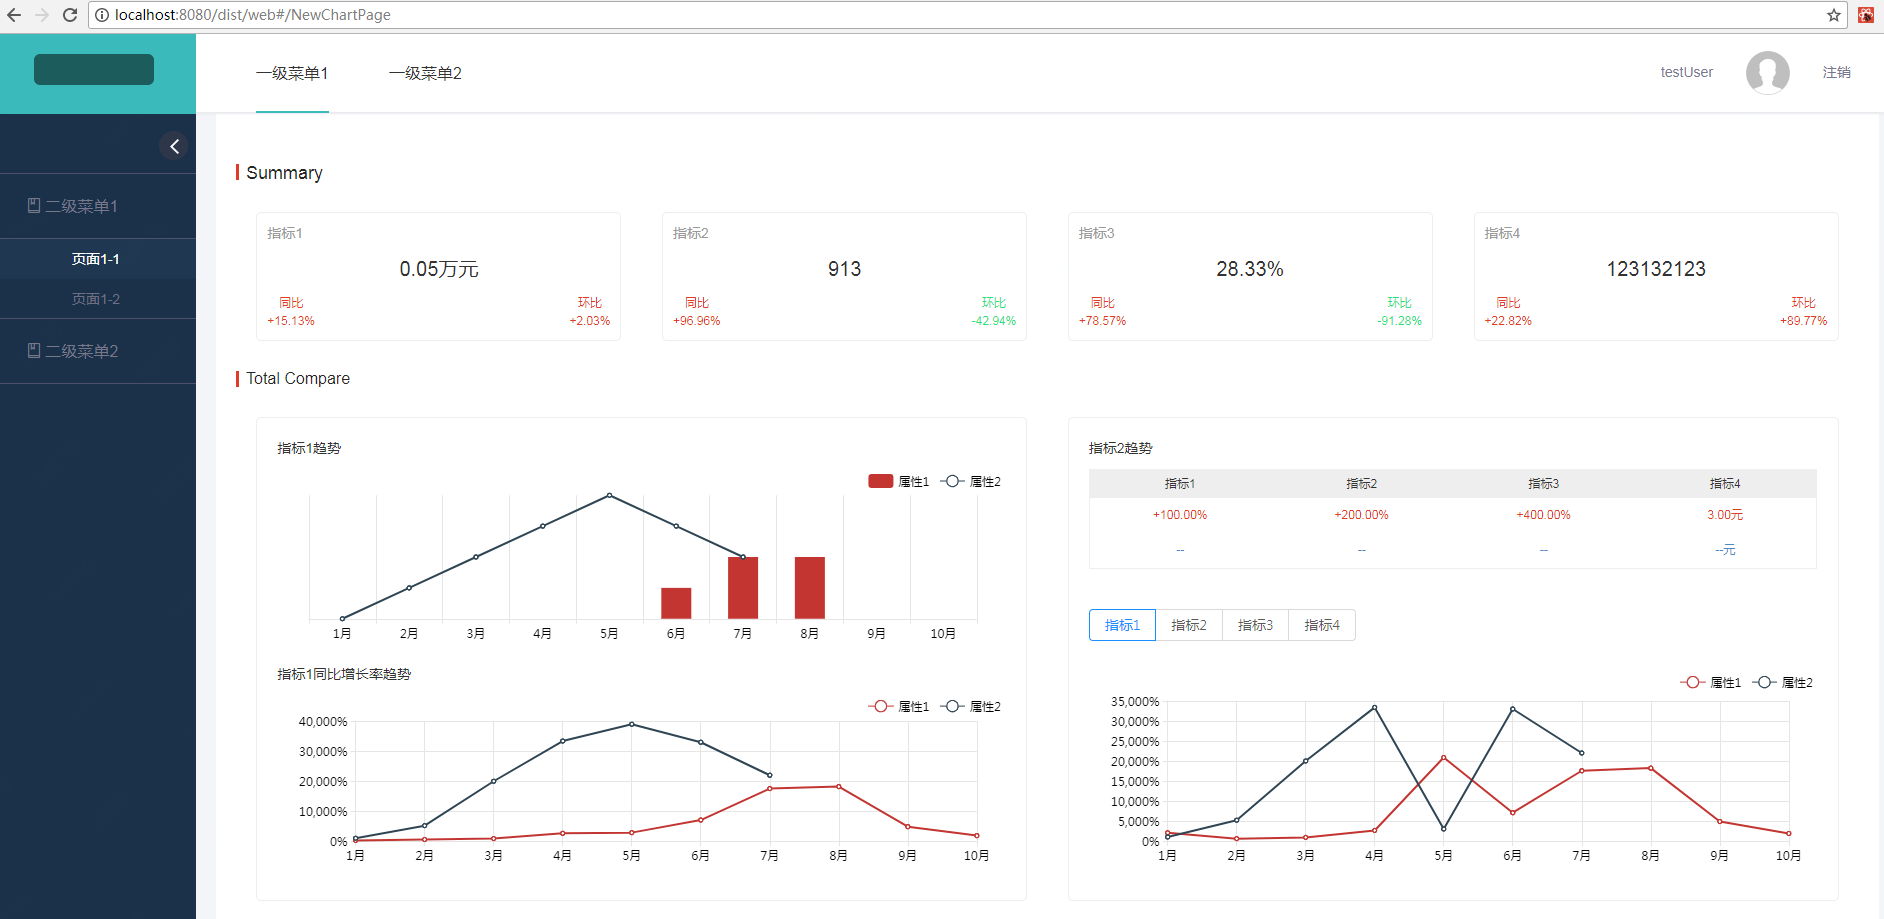 localhost:8080/dist/web#/NewChartPage
一级菜单1 一级菜单2 testUser 注销
二级菜单1
页面1-1
页面1-2
二级菜单2
Summary
指标1 指标2 指标3 指标4
0.05万元 913 28.33% 123132123
同比 环比 同比 环比 同比 环比 同比 环比
+15.13% +2.03% +96.96% -42.94% +78.57% -91.28% +22.82% +89.77%
Total Compare
指标1趋势
属性1 属性2
1月 2月 3月 4月 5月 6月 7月 8月 9月 10月
指标1同比增长率趋势
属性1 属性2
40,000%
30,000%
20,000%
10,000%
0%
1月 2月 3月 4月 5月 6月 7月 8月 9月 10月
指标2趋势
指标1 指标2 指标3 指标4
+100.00% +200.00% +400.00% 3.00元
-- -- -- --元
指标1 指标2 指标3 指标4
属性1 属性2
35,000%
30,000%
25,000%
20,000%
15,000%
10,000%
5,000%
0%
1月 2月 3月 4月 5月 6月 7月 8月 9月 10月